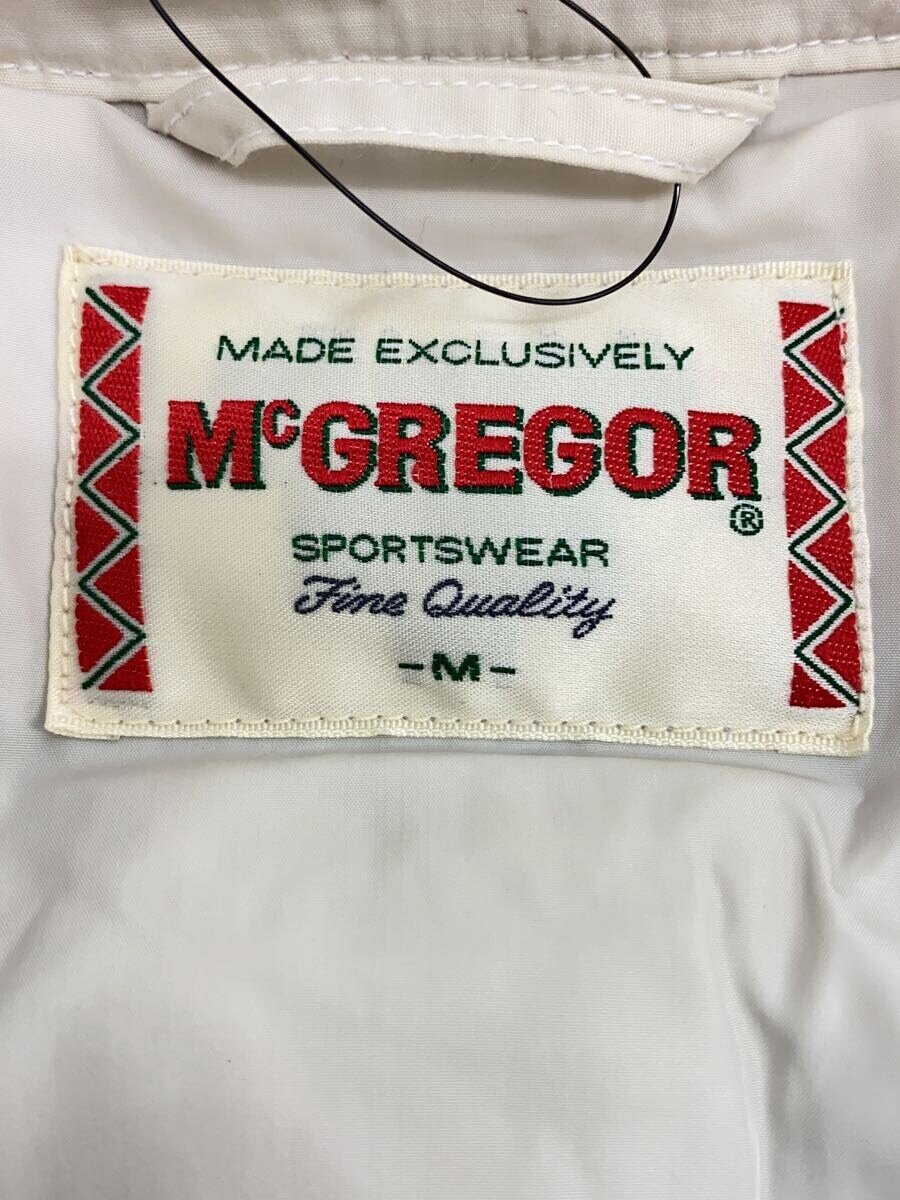 MADE EXCLUSIVELY
McGREGOR®
SPORTSWEAR
Fine Quality
-M-